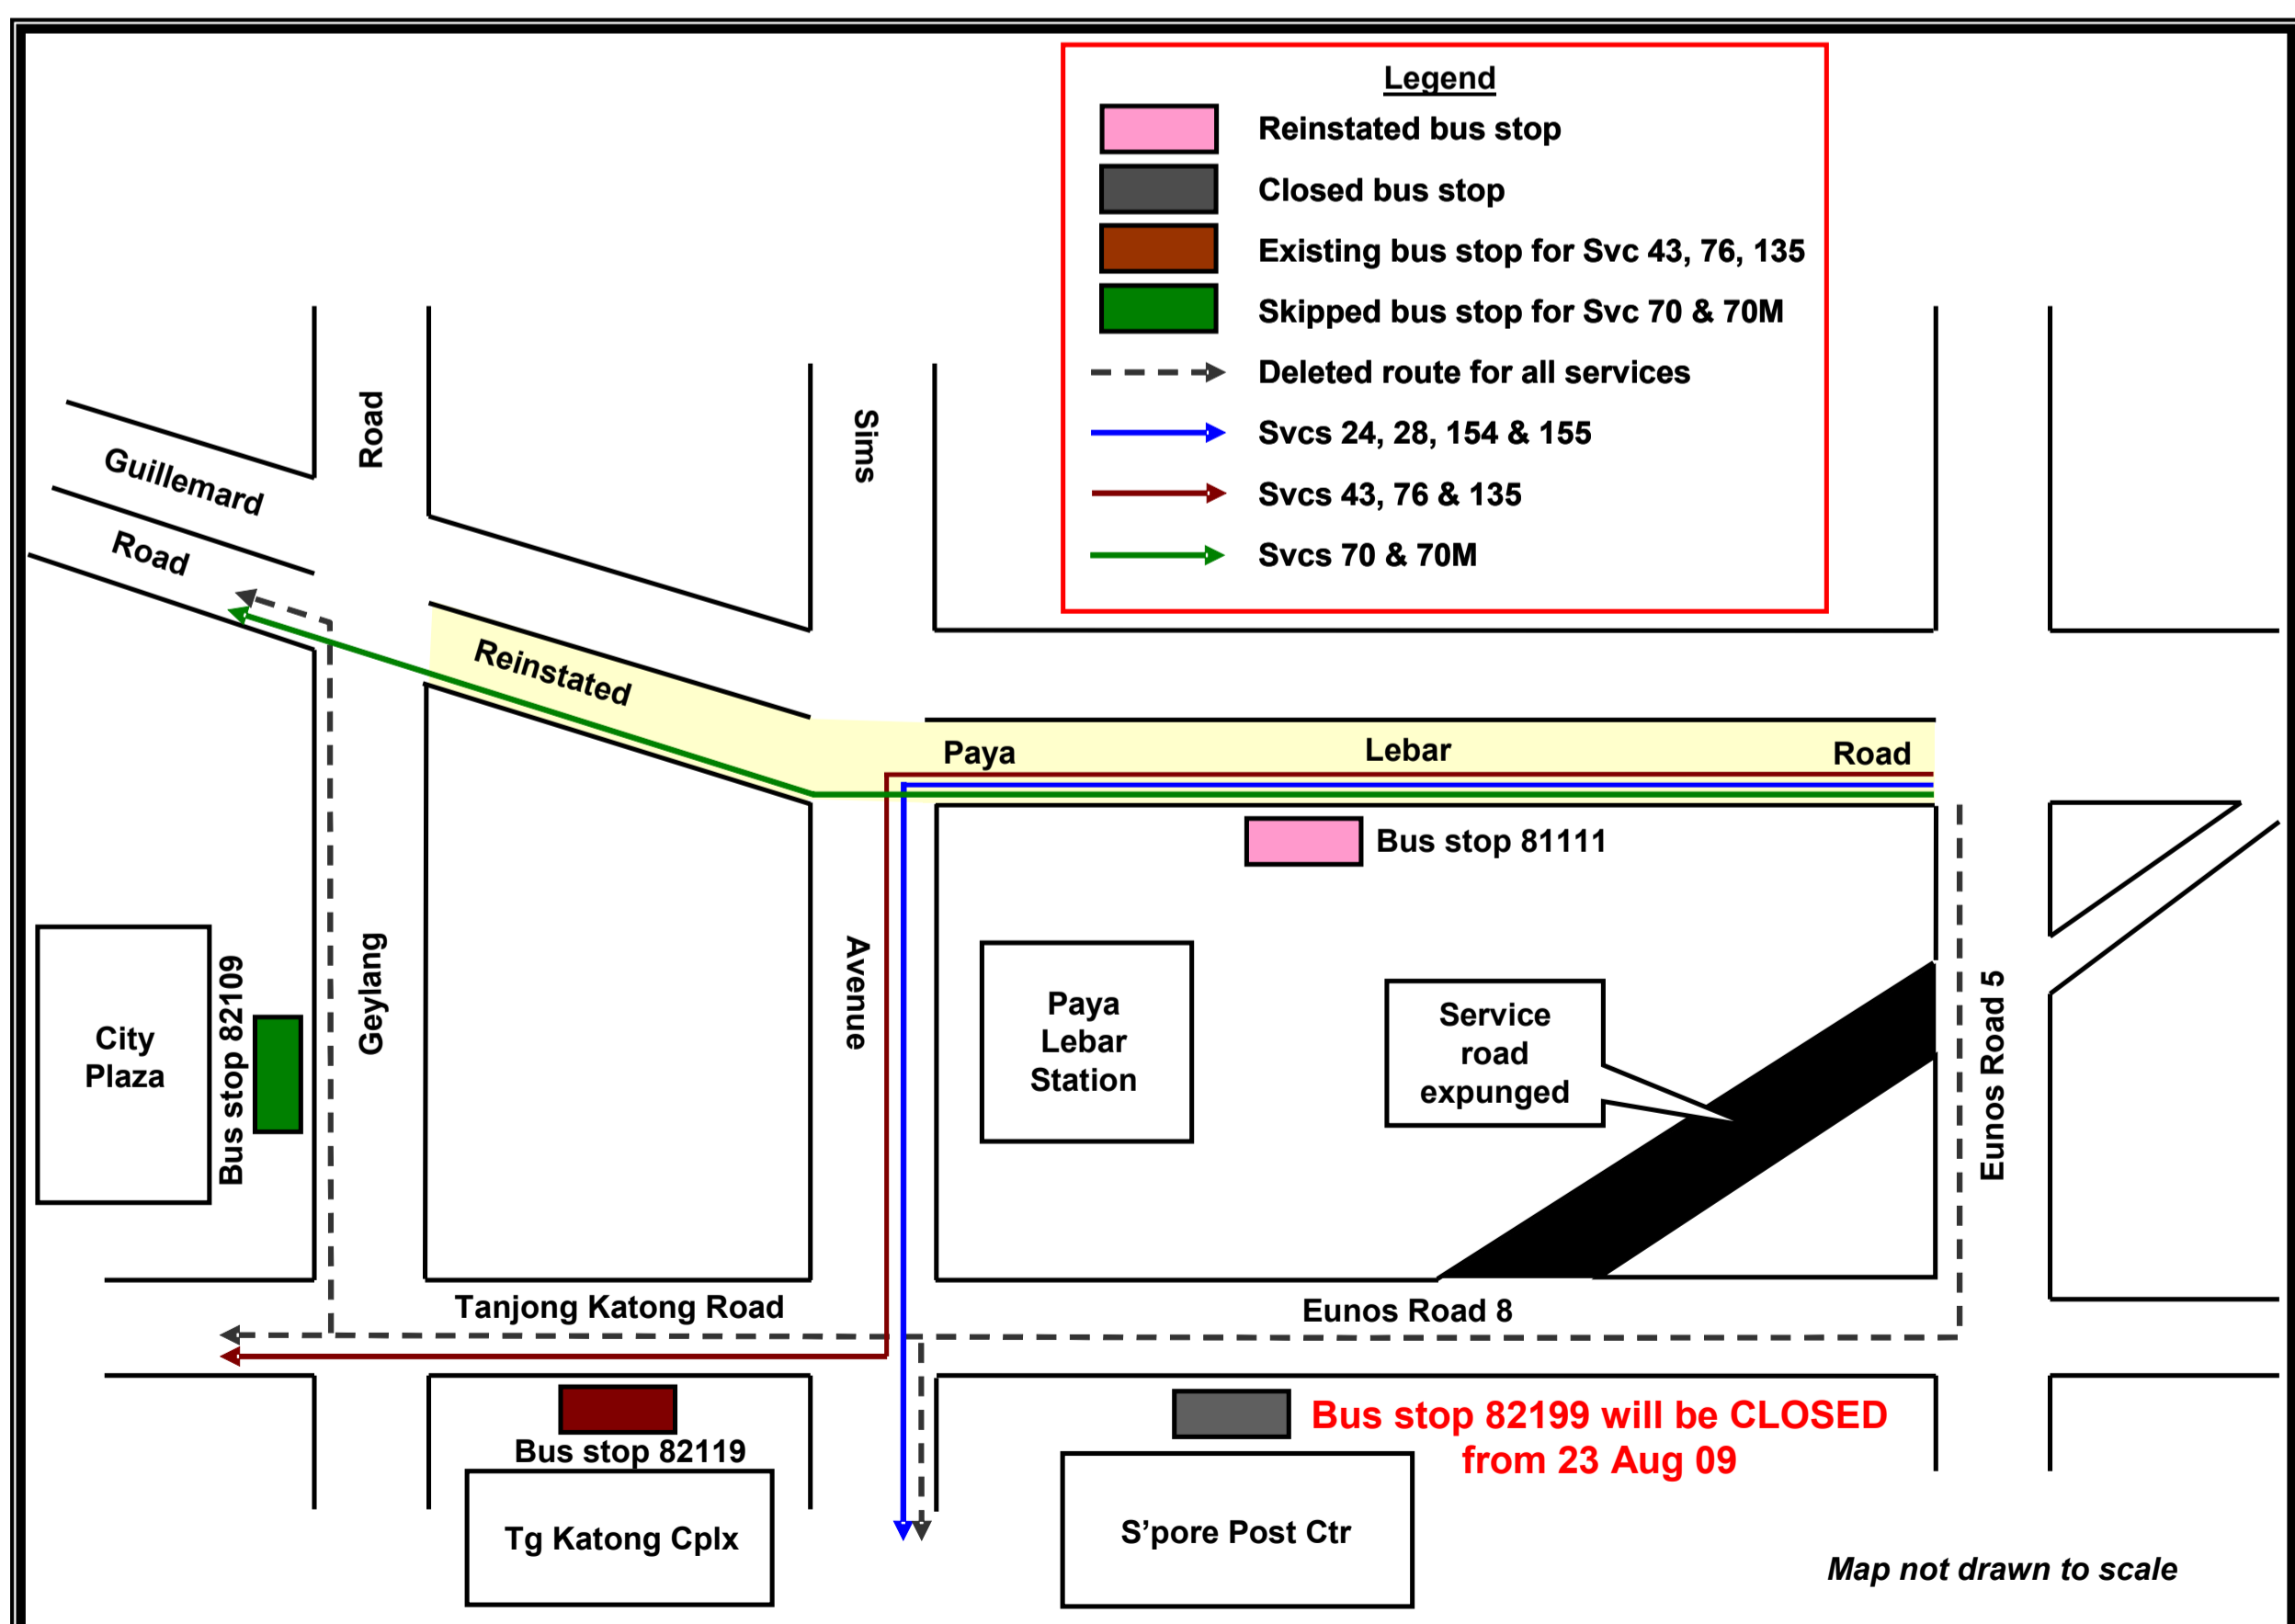 Legend
Reinstated bus stop
Closed bus stop
Existing bus stop for Svc 43, 76, 135
Skipped bus stop for Svc 70 & 70M
Deleted route for all services
Svcs 24, 28, 154 & 155
Svcs 43, 76 & 135
Svcs 70 & 70M
Road
Sims
Guillemard
Road
Reinstated
Paya Lebar Road
Bus stop 81111
City
Plaza
Bus stop 82109
Geylang
Avenue
Paya
Lebar
Station
Service
road
expunged
Eunos Road 5
Tanjong Katong Road
Eunos Road 8
Bus stop 82119
Tg Katong Cplx
Bus stop 82199 will be CLOSED
from 23 Aug 09
S'pore Post Ctr
Map not drawn to scale